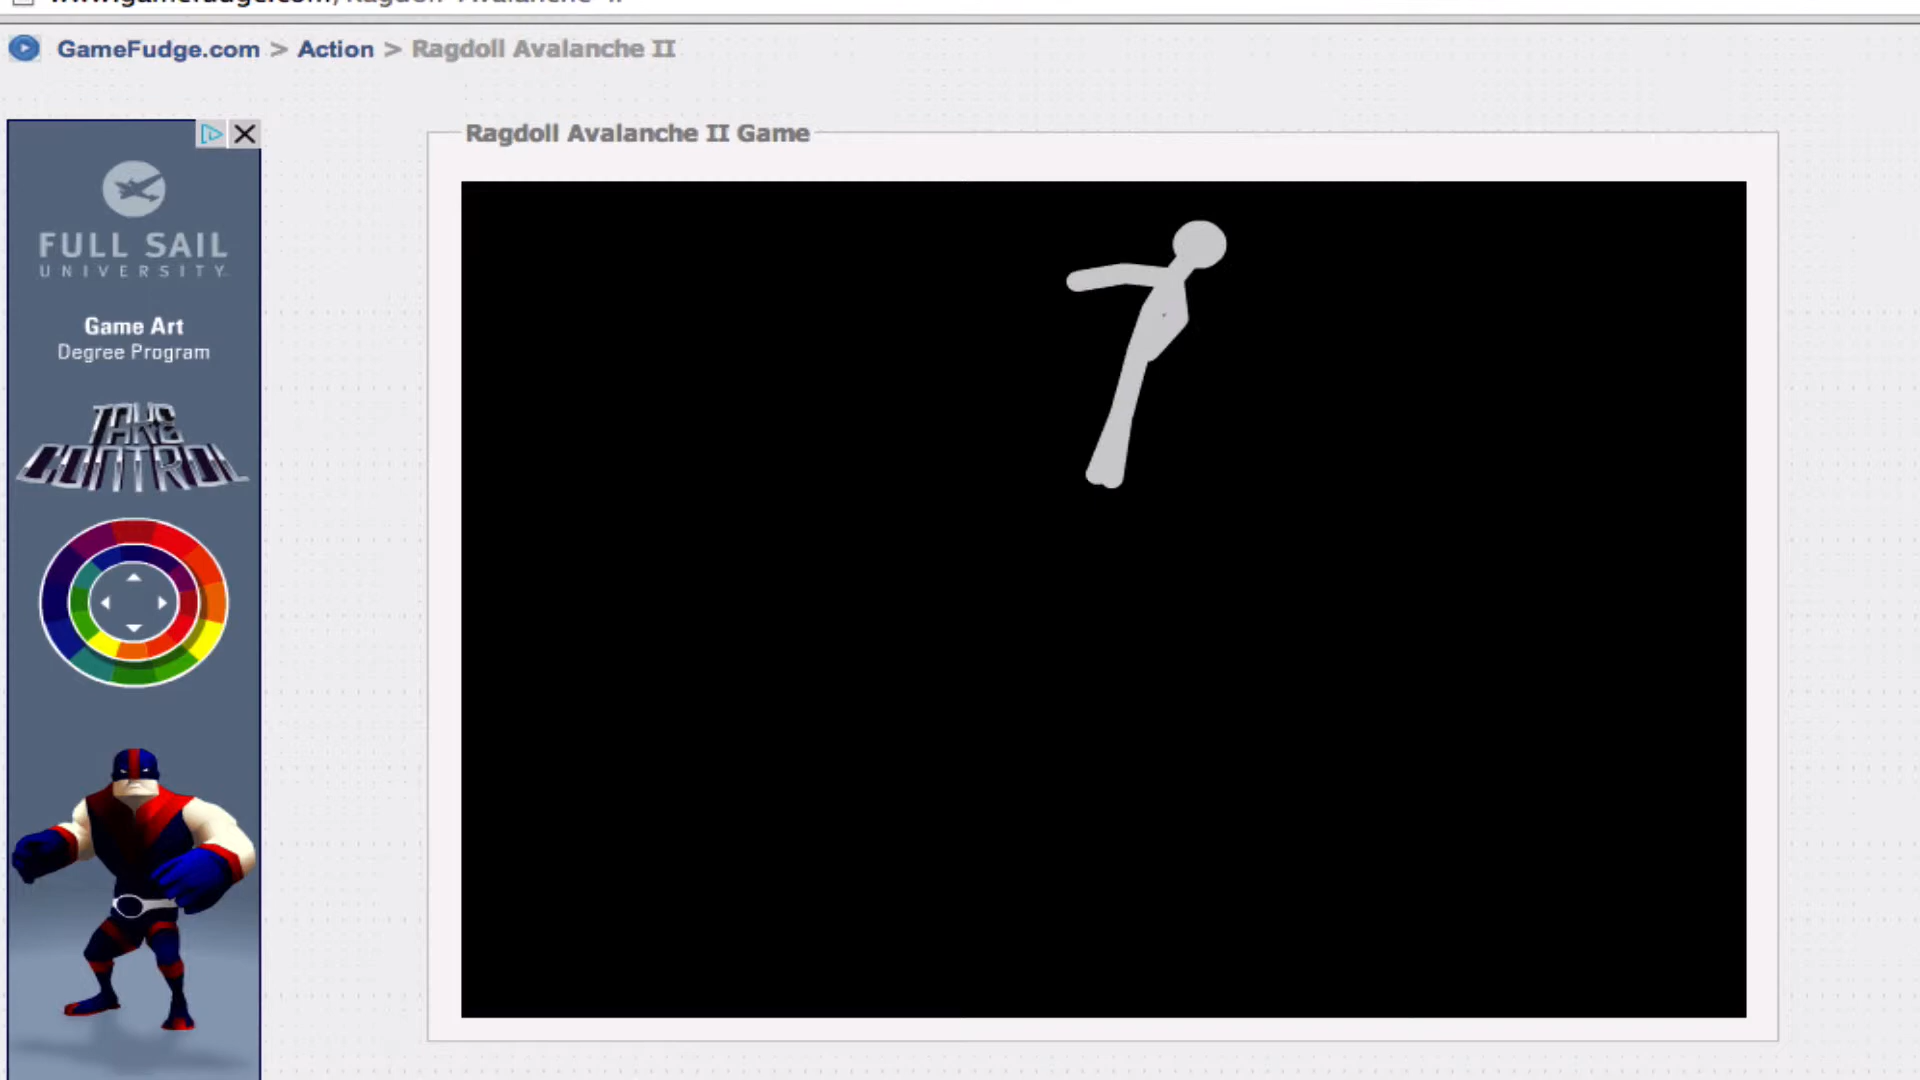 GameFudge.com > Action > Ragdoll Avalanche II
Ragdoll Avalanche II Game
FULL SAIL
UNIVERSITY
Game Art
Degree Program
TAKE
CONTROL